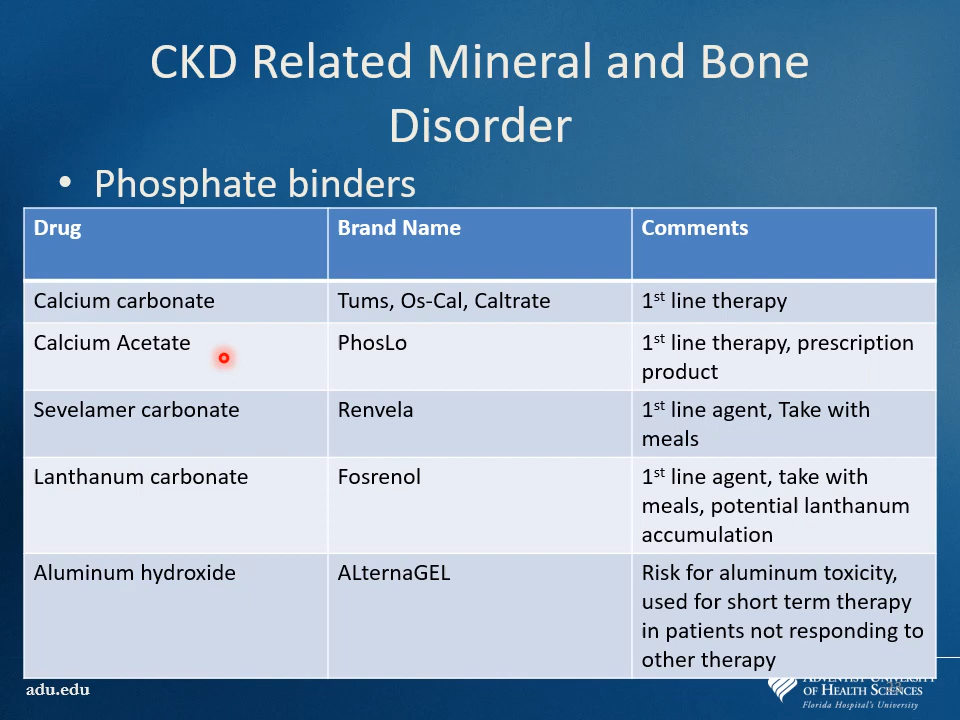 CKD Related Mineral and Bone
Disorder
• Phosphate binders
Drug
Brand Name
Comments
Calcium carbonate
Tums, Os-Cal, Caltrate
1st line therapy
Calcium Acetate
PhosLo
1st line therapy, prescription
product
Sevelamer carbonate
Renvela
1st line agent, Take with
meals
Lanthanum carbonate
Fosrenol
1st line agent, take with
meals, potential lanthanum
accumulation
Aluminum hydroxide
ALternaGEL
Risk for aluminum toxicity,
used for short term therapy
in patients not responding to
other therapy
adu.edu
Adventist University
of Health Sciences
Florida Hospital's University